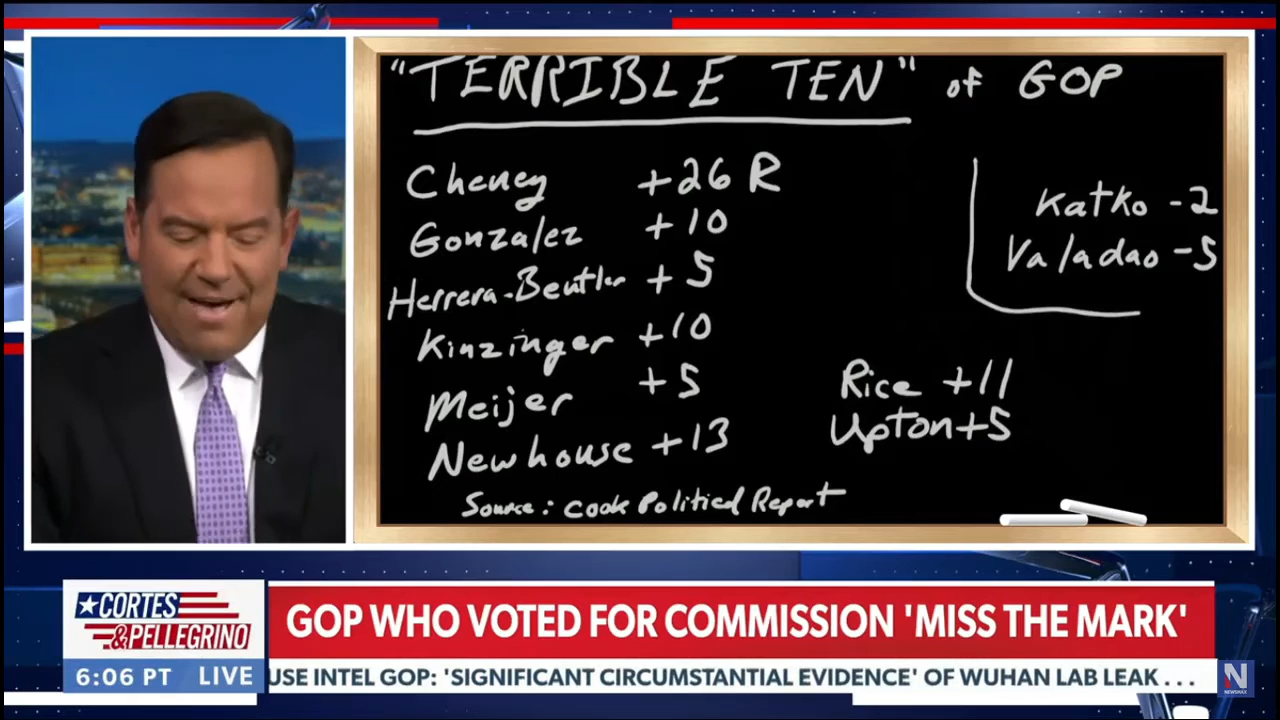 "TERRIBLE TEN" of GOP
Cheney +26 R
Gonzalez +10
Herrera-Beutler +5
Kinzinger +10
Meijer +5
Newhouse +13
Source: Cook Political Report
Katko -2
Valadao -5
Rice +11
Upton +5
CORTES
& PELLEGRINO
GOP WHO VOTED FOR COMMISSION 'MISS THE MARK'
6:06 PT LIVE
USE INTEL GOP: 'SIGNIFICANT CIRCUMSTANTIAL EVIDENCE' OF WUHAN LAB LEAK . . .
N
NEWSMAX